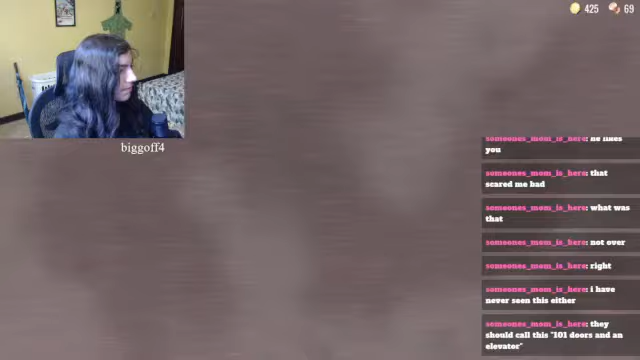 425 69
biggoff4
someones_mom_is_here: he likes
you
someones_mom_is_here: that
scared me bad
someones_mom_is_here: what was
that
someones_mom_is_here: not over
someones_mom_is_here: right
someones_mom_is_here: i have
never seen this either
someones_mom_is_here: they
should call this "101 doors and an
elevator"